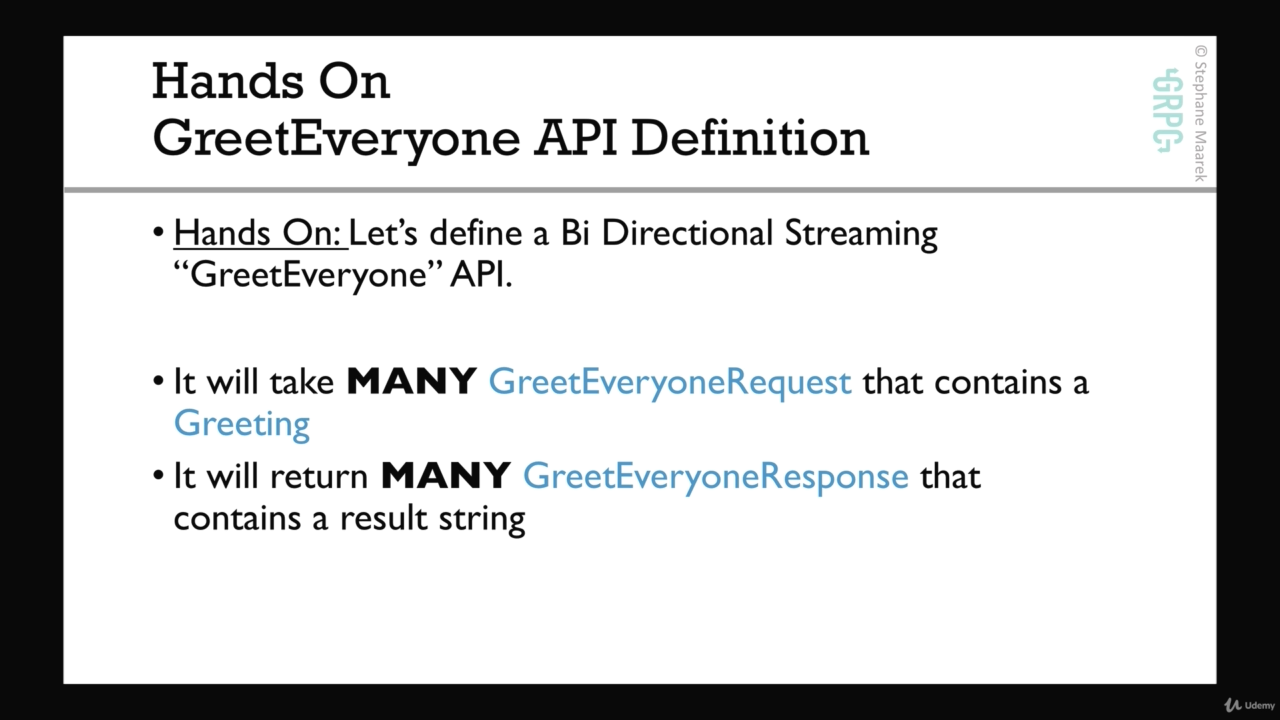 Hands On
GreetEveryone API Definition
© Stephane Maarek
GRPC
• Hands On: Let’s define a Bi Directional Streaming
“GreetEveryone” API.
• It will take MANY GreetEveryoneRequest that contains a
Greeting
• It will return MANY GreetEveryoneResponse that
contains a result string
Udemy